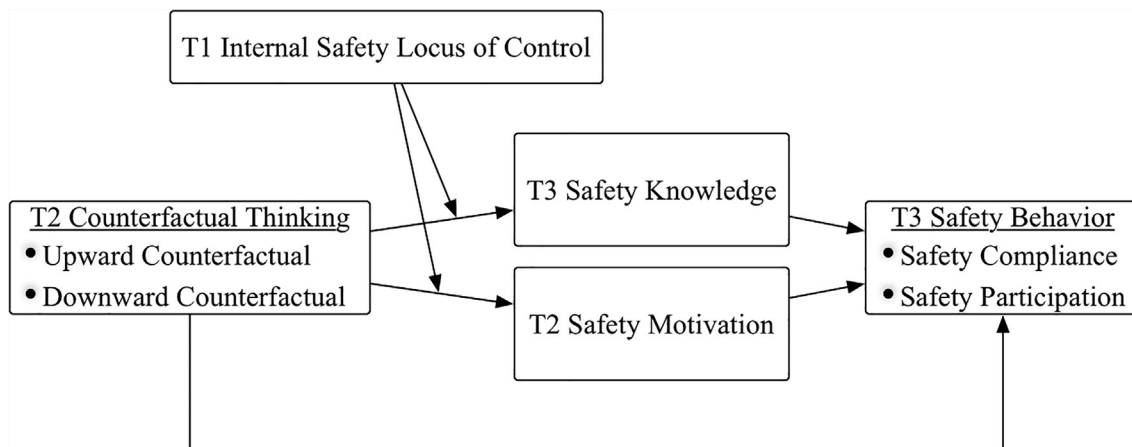 T1 Internal Safety Locus of Control
T3 Safety Knowledge
T2 Counterfactual Thinking
• Upward Counterfactual
• Downward Counterfactual
T2 Safety Motivation
T3 Safety Behavior
• Safety Compliance
• Safety Participation